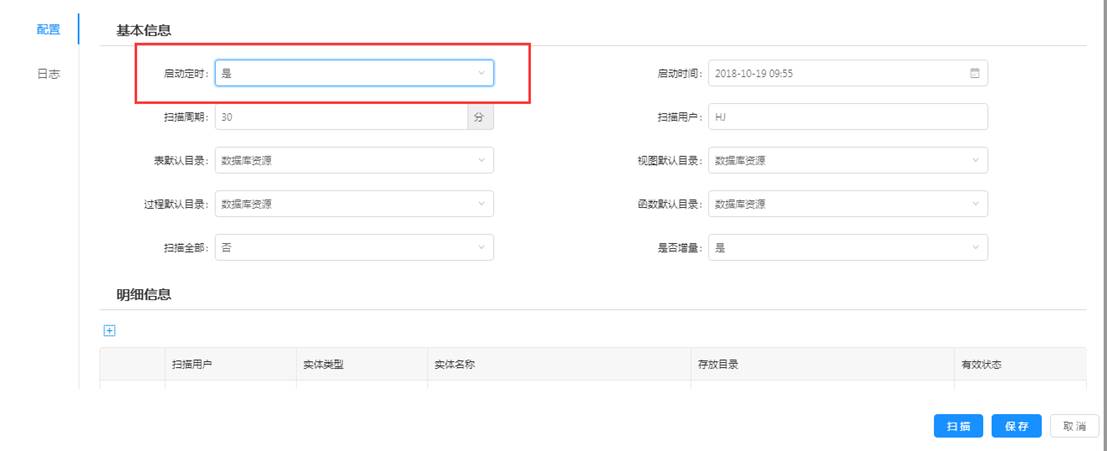 配置
日志
基本信息
启动定时： 是
启动时间： 2018-10-19 09:55
扫描周期： 30 分
扫描用户： HJ
表默认目录： 数据库资源
视图默认目录： 数据库资源
过程默认目录： 数据库资源
函数默认目录： 数据库资源
扫描全部： 否
是否增量： 是
明细信息
扫描用户 实体类型 实体名称 存放目录 有效状态
扫描 保存 取消